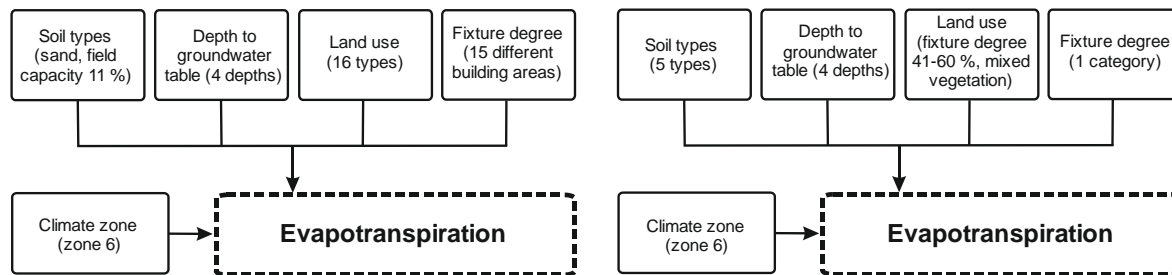 Soil types
(sand, field
capacity 11 %)
Depth to
groundwater
table (4 depths)
Land use
(16 types)
Fixture degree
(15 different
building areas)
Climate zone
(zone 6)
Evapotranspiration
Soil types
(5 types)
Depth to
groundwater
table (4 depths)
Land use
(fixture degree
41-60 %, mixed
vegetation)
Fixture degree
(1 category)
Climate zone
(zone 6)
Evapotranspiration